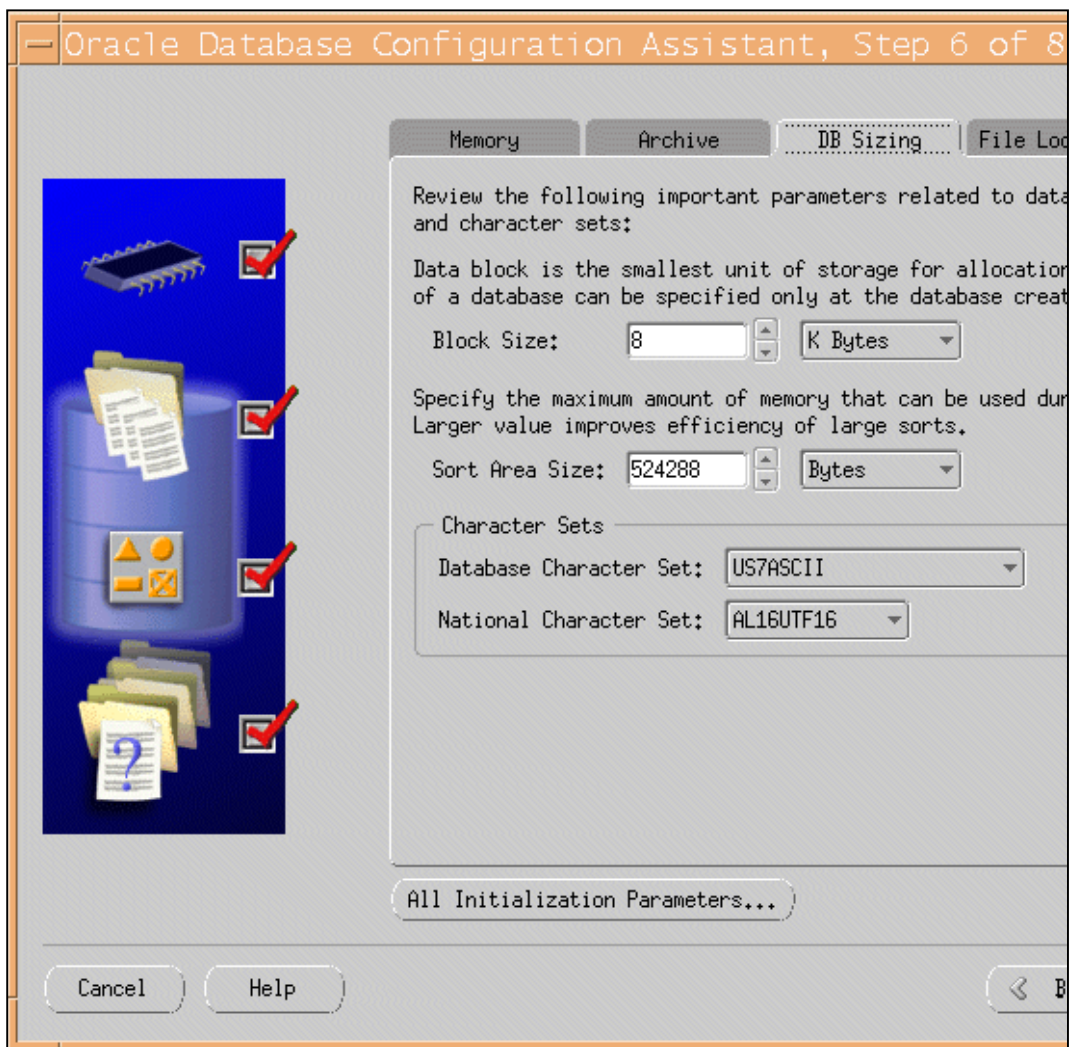 Oracle Database Configuration Assistant, Step 6 of 8
Memory
Archive
DB Sizing
File Loc
Review the following important parameters related to data
and character sets:
Data block is the smallest unit of storage for allocation
of a database can be specified only at the database creat
Block Size: 8 K Bytes
Specify the maximum amount of memory that can be used dur
Larger value improves efficiency of large sorts.
Sort Area Size: 524288 Bytes
Character Sets
Database Character Set: US7ASCII
National Character Set: AL16UTF16
?
All Initialization Parameters...
Cancel
Help
B